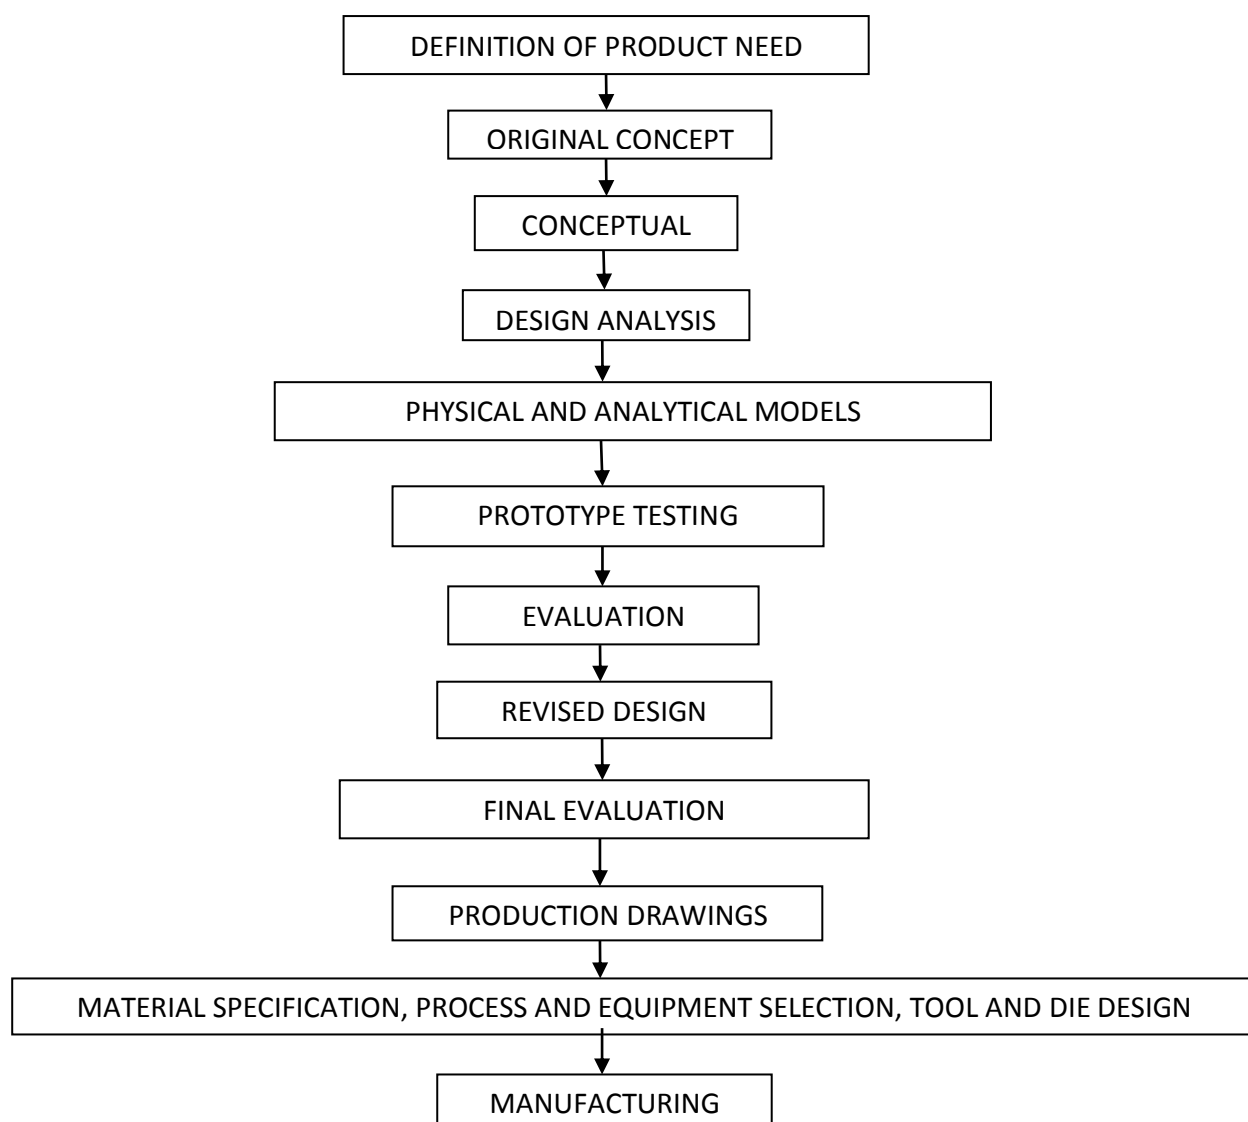 DEFINITION OF PRODUCT NEED
ORIGINAL CONCEPT
CONCEPTUAL
DESIGN ANALYSIS
PHYSICAL AND ANALYTICAL MODELS
PROTOTYPE TESTING
EVALUATION
REVISED DESIGN
FINAL EVALUATION
PRODUCTION DRAWINGS
MATERIAL SPECIFICATION, PROCESS AND EQUIPMENT SELECTION, TOOL AND DIE DESIGN
MANUFACTURING